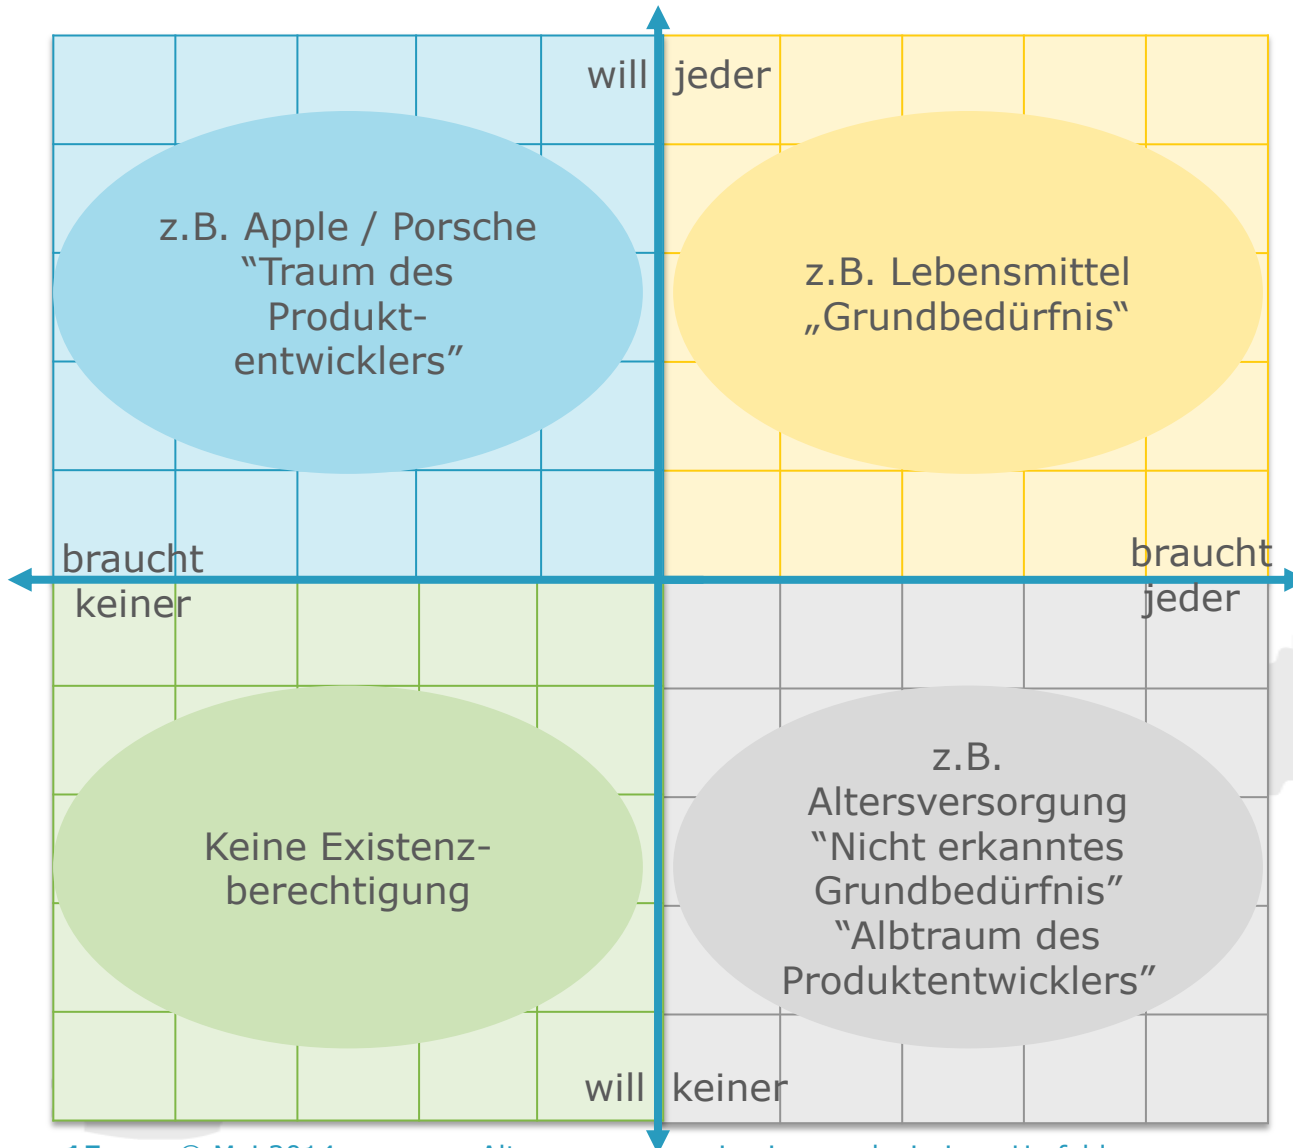 will jeder
z.B. Apple / Porsche
“Traum des
Produkt-
entwicklers”
z.B. Lebensmittel
„Grundbedürfnis“
braucht
keiner
braucht
jeder
Keine Existenz-
berechtigung
z.B.
Altersversorgung
“Nicht erkanntes
Grundbedürfnis”
“Albtraum des
Produktentwicklers”
will keiner